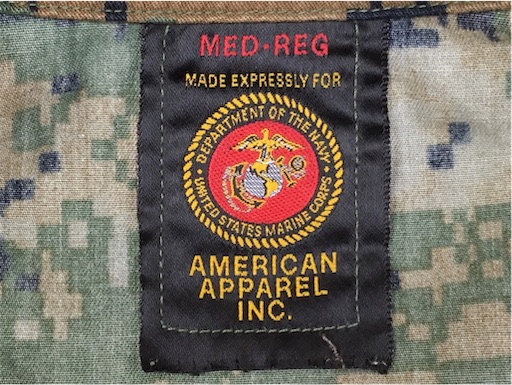 MED·REG
MADE EXPRESSLY FOR
DEPARTMENT OF THE NAVY
UNITED STATES MARINE CORPS
AMERICAN
APPAREL
INC.